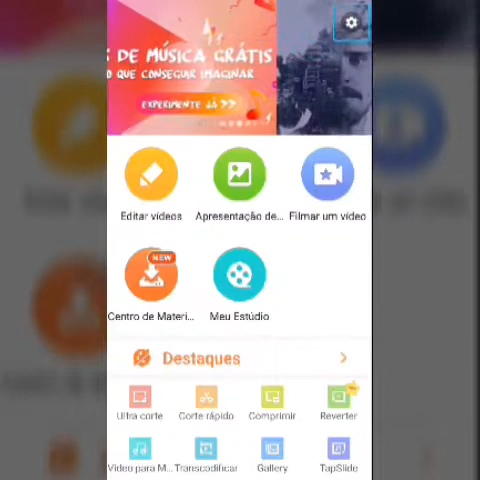 S DE MÚSICA GRÁTIS
O QUE CONSEGUIR IMAGINAR
EXPERIMENTE JÁ >>
Editar vídeos
Apresentação de...
Filmar um vídeo
NEW
Centro de Materi...
Meu Estúdio
Destaques
Ultra corte
Corte rápido
Comprimir
Reverter
Vídeo para M...
Transcodificar
Gallery
TapSlide